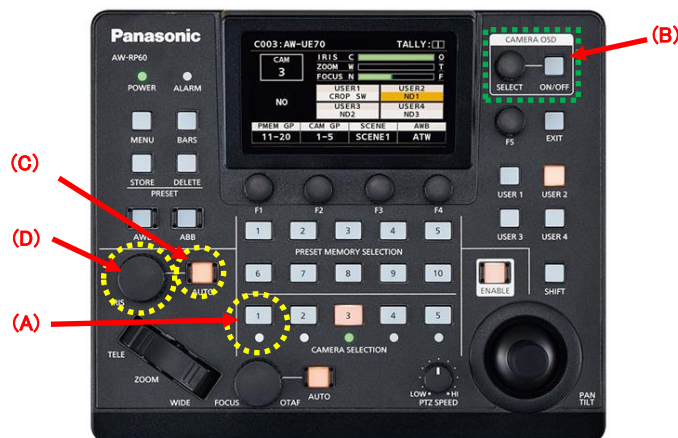 Panasonic
AW-RP60
POWER
ALARM
MENU
BARS
STORE
DELETE
PRESET
AWB
ABB
IRIS
AUTO
TELE
ZOOM
WIDE
C003:AW-UE70
TALLY:
CAM
3
IRIS C O
ZOOM W T
FOCUS N F
NO
USER1
CROP SW
USER2
ND1
USER3
ND2
USER4
ND3
PMEM GP
CAM GP
SCENE
AWB
11-20
1-5
SCENE1
ATW
F1
F2
F3
F4
1
2
3
4
5
PRESET MEMORY SELECTION
6
7
8
9
10
1
2
3
4
5
CAMERA SELECTION
FOCUS
OTAF
AUTO
LOW
HI
PTZ SPEED
CAMERA OSD
SELECT
ON/OFF
F5
EXIT
USER 1
USER 2
USER 3
USER 4
ENABLE
SHIFT
PAN
TILT
(A)
(B)
(C)
(D)